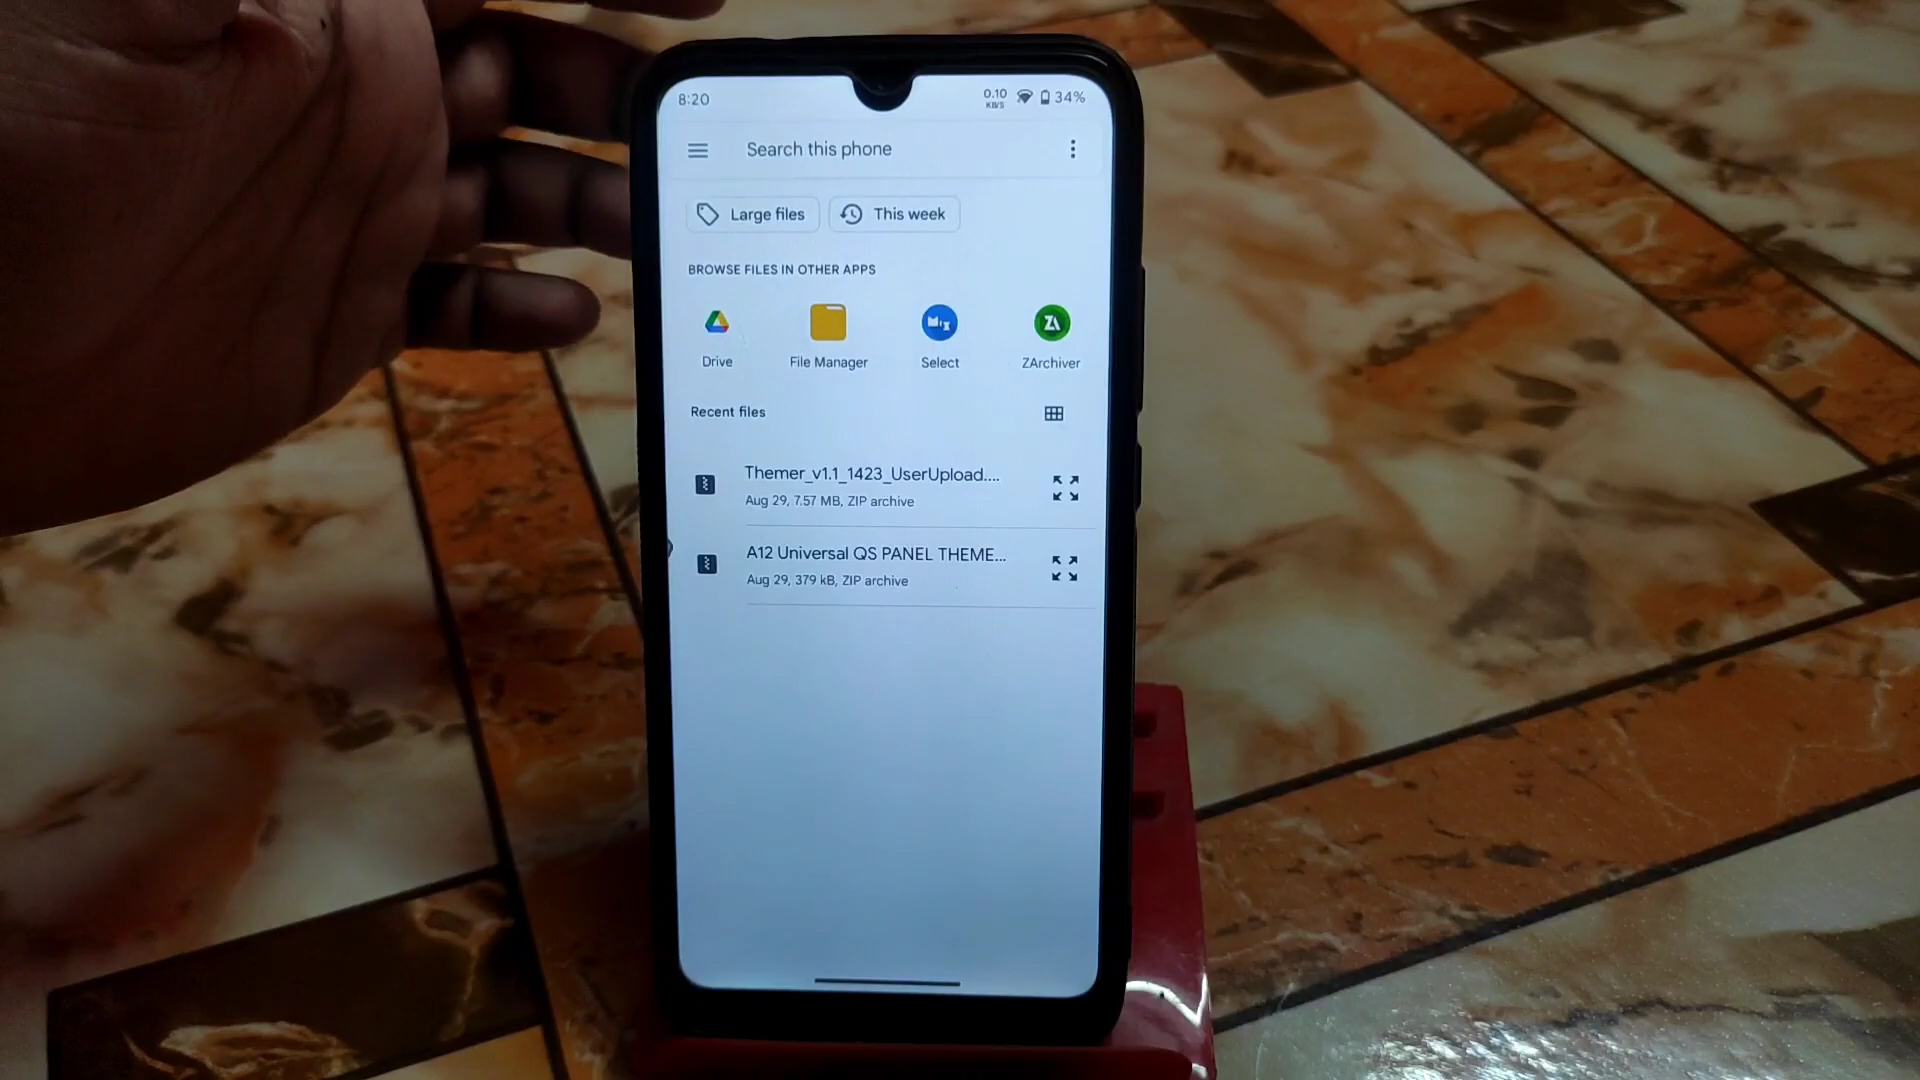 8:20
0.10 KB/S 34%
Search this phone
Large files
This week
BROWSE FILES IN OTHER APPS
Drive
File Manager
Select
ZArchiver
Recent files
Themer_v1.1_1423_UserUpload....
Aug 29, 7.57 MB, ZIP archive
A12 Universal QS PANEL THEME...
Aug 29, 379 kB, ZIP archive